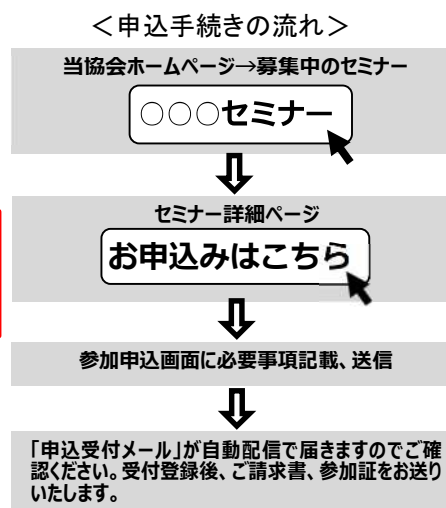 ＜申込手続きの流れ＞
当協会ホームページ→募集中のセミナー
○○○セミナー
セミナー詳細ページ
お申込みはこちら
参加申込画面に必要事項記載、送信
「申込受付メール」が自動配信で届きますのでご確
認ください。受付登録後、ご請求書、参加証をお送り
いたします。